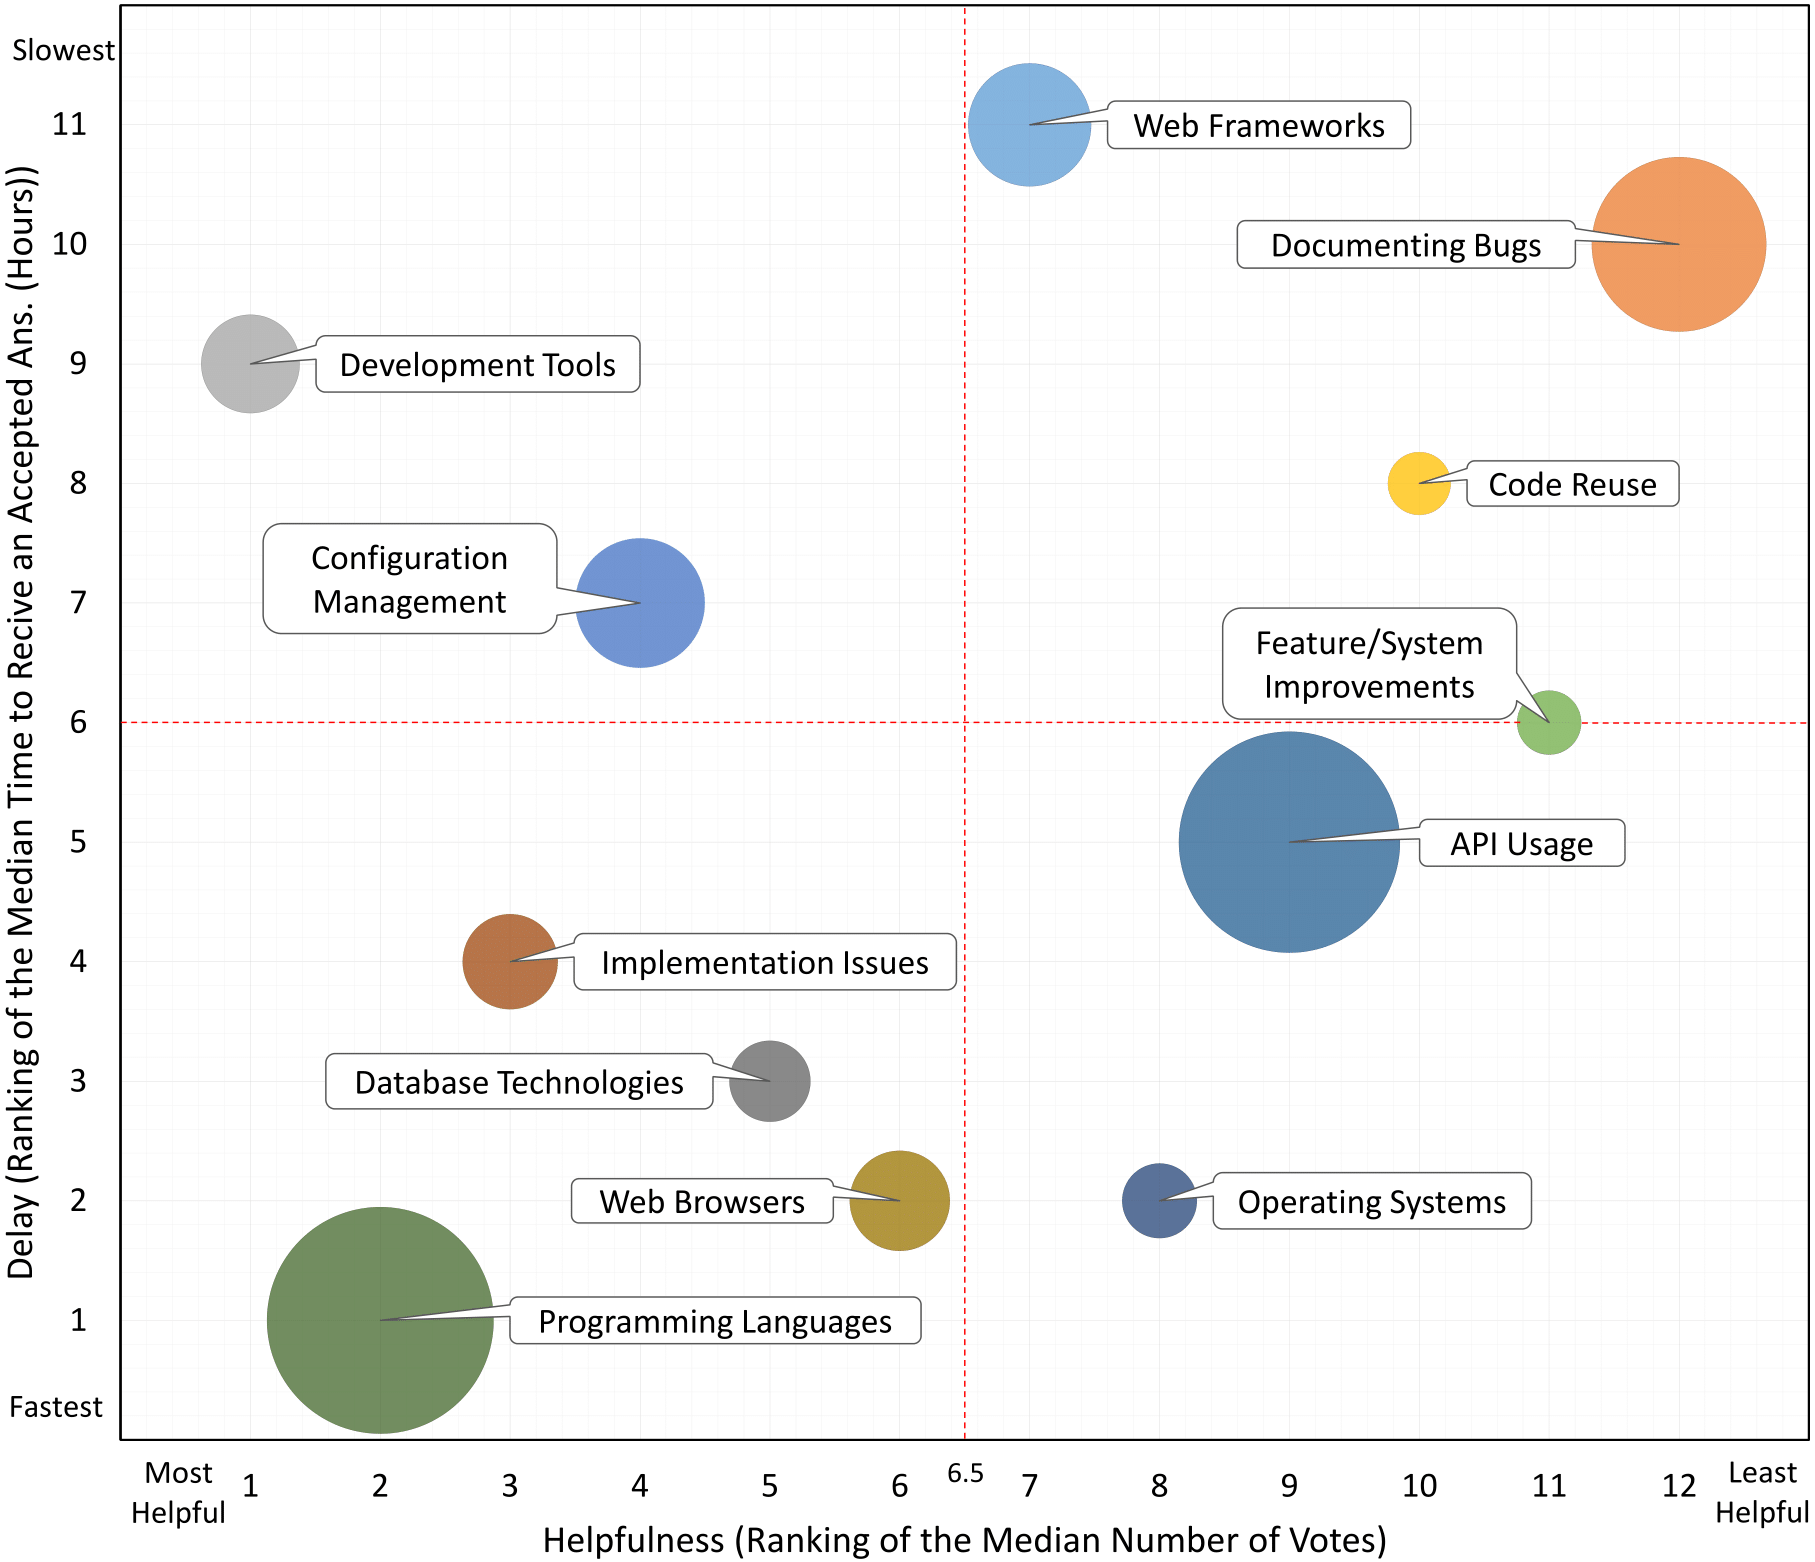 Slowest
11
10
9
8
7
6
5
4
3
2
1
Fastest
Delay (Ranking of the Median Time to Recive an Accepted Ans. (Hours))
Web Frameworks
Documenting Bugs
Development Tools
Code Reuse
Configuration
Management
Feature/System
Improvements
API Usage
Implementation Issues
Database Technologies
Web Browsers
Operating Systems
Programming Languages
Most
Helpful
1
2
3
4
5
6
6.5
7
8
9
10
11
12
Least
Helpful
Helpfulness (Ranking of the Median Number of Votes)